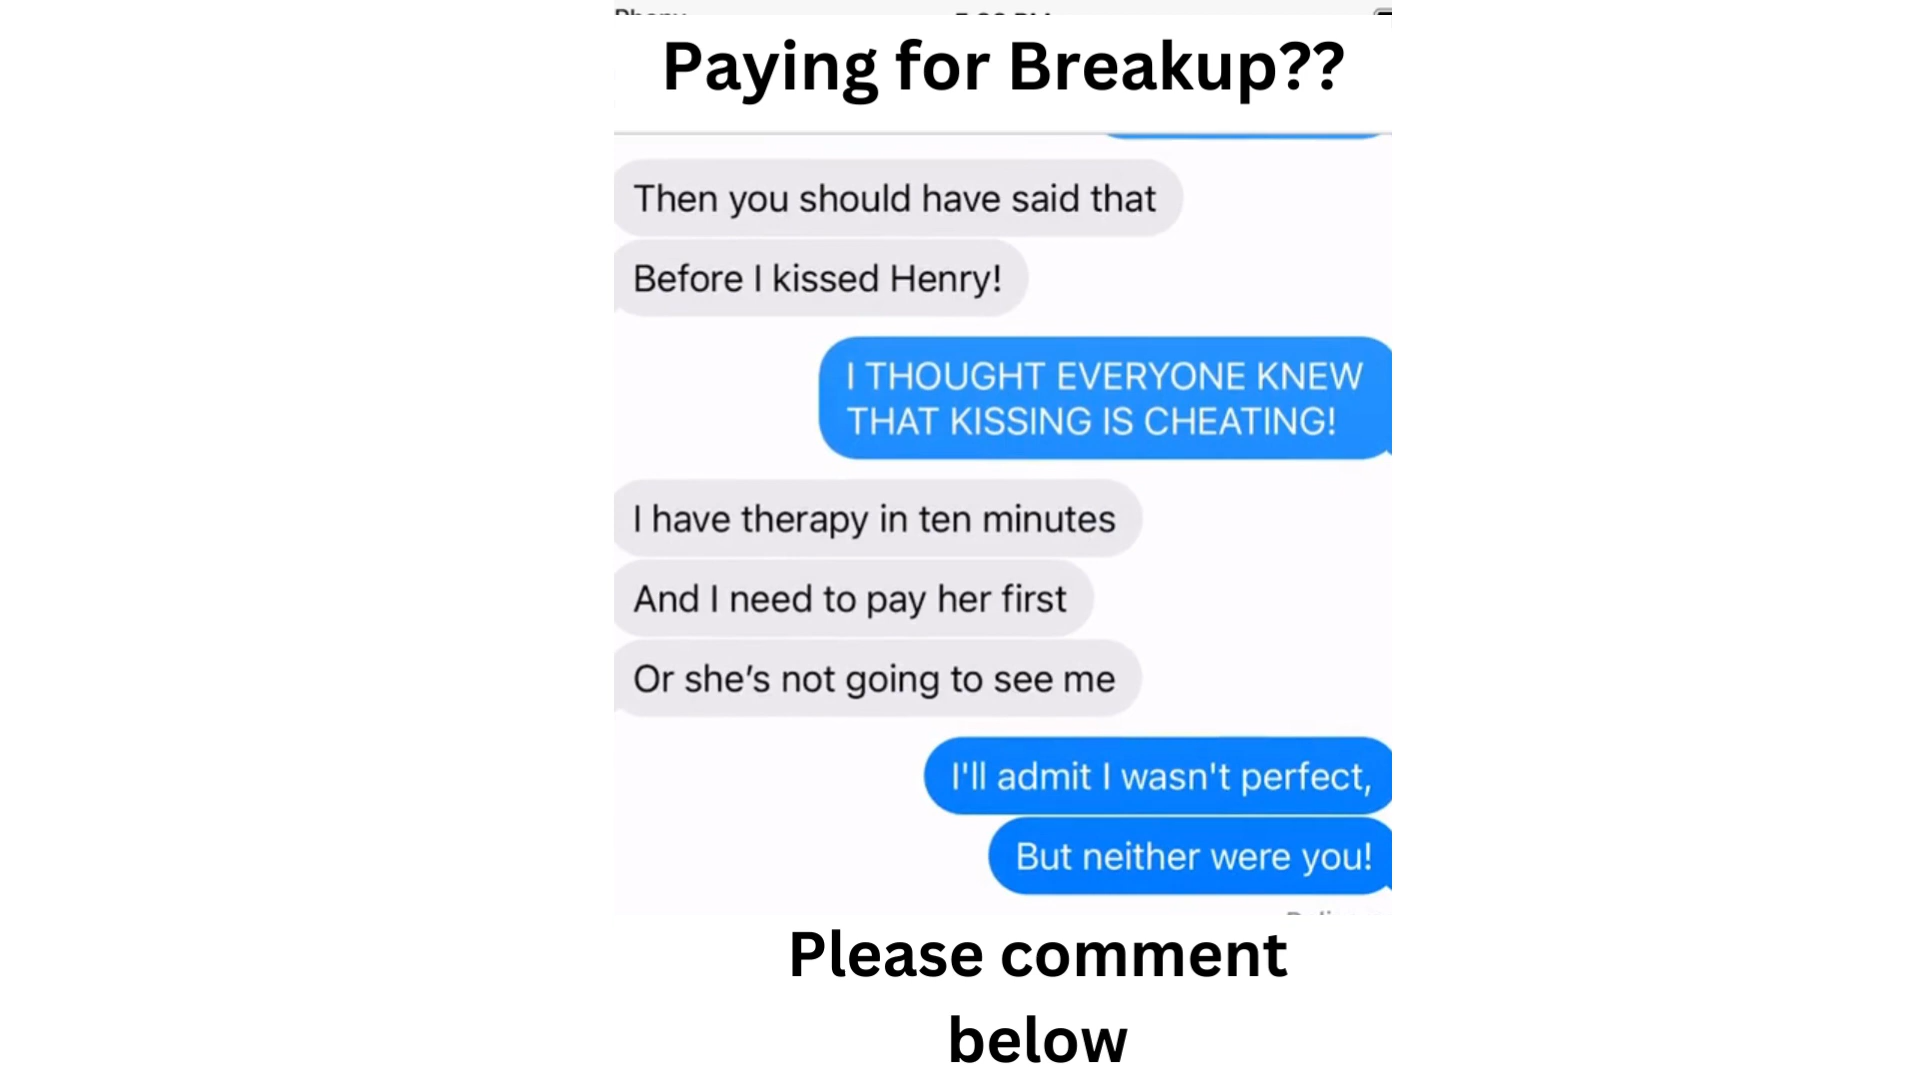 Paying for Breakup??
Then you should have said that
Before I kissed Henry!
I THOUGHT EVERYONE KNEW
THAT KISSING IS CHEATING!
I have therapy in ten minutes
And I need to pay her first
Or she’s not going to see me
I'll admit I wasn't perfect,
But neither were you!
Please comment
below